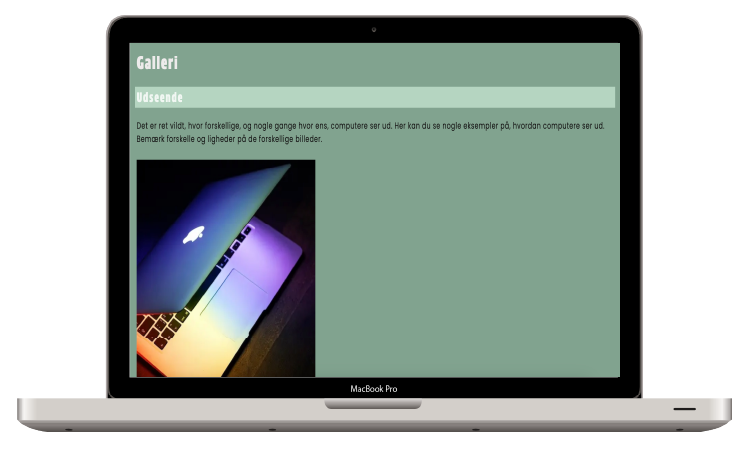 Galleri
Udseende
Det er ret vildt, hvor forskellige, og nogle gange hvor ens, computere ser ud. Her kan du se nogle eksempler på, hvordan computere ser ud.
Bemærk forskelle og ligheder på de forskellige billeder.
MacBook Pro